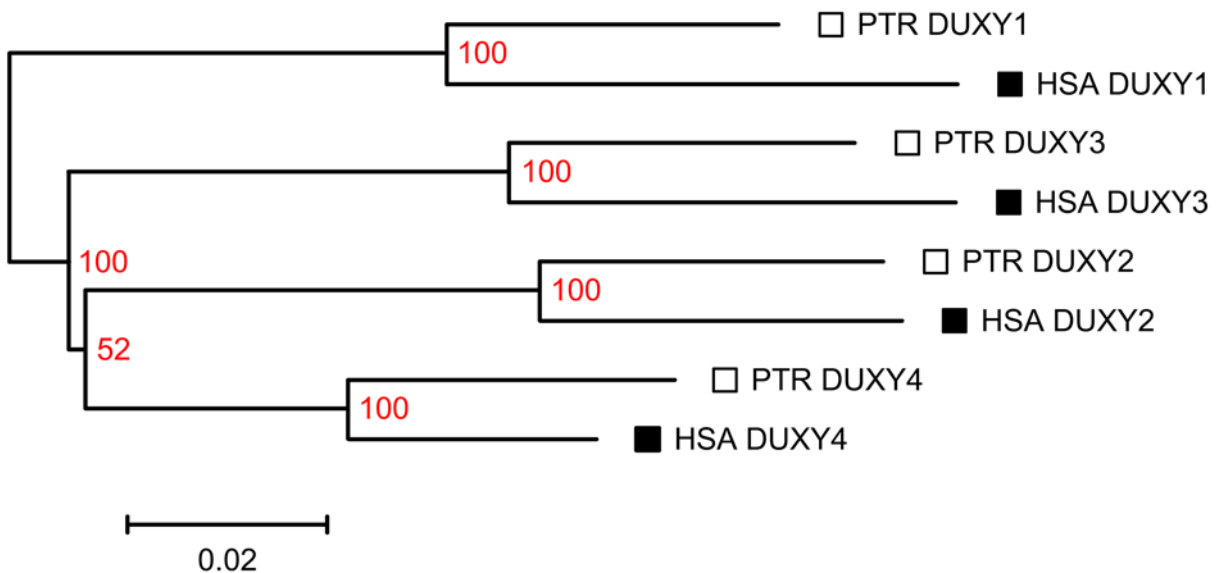 PTR DUXY1
100
HSA DUXY1
PTR DUXY3
100
HSA DUXY3
100
PTR DUXY2
100
HSA DUXY2
52
PTR DUXY4
100
HSA DUXY4
0.02